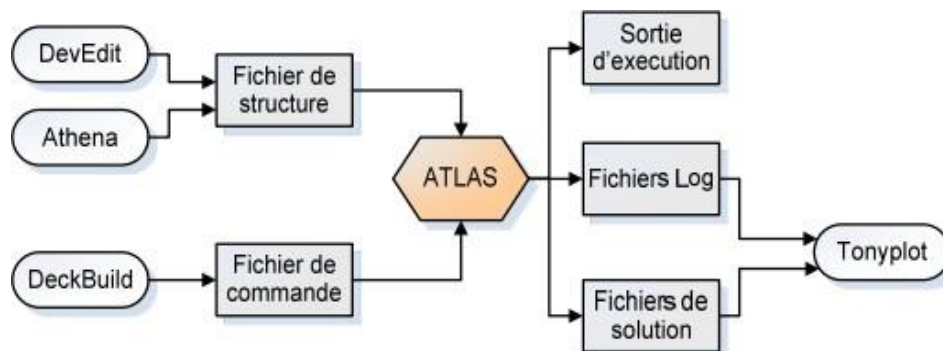 DevEdit
Athena
Fichier de
structure
DeckBuild
Fichier de
commande
ATLAS
Sortie
d'execution
Fichiers Log
Fichiers de
solution
Tonyplot